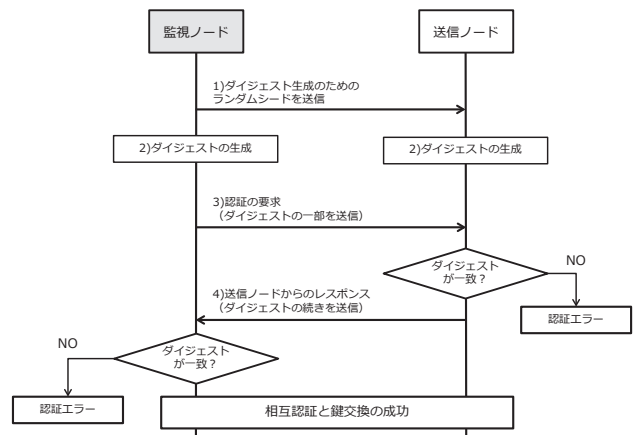 監視ノード
送信ノード
1)ダイジェスト生成のための
ランダムシードを送信
2)ダイジェストの生成
2)ダイジェストの生成
3)認証の要求
（ダイジェストの一部を送信）
ダイジェスト
が一致？
NO
認証エラー
4)送信ノードからのレスポンス
（ダイジェストの続きを送信）
ダイジェスト
が一致？
NO
認証エラー
相互認証と鍵交換の成功